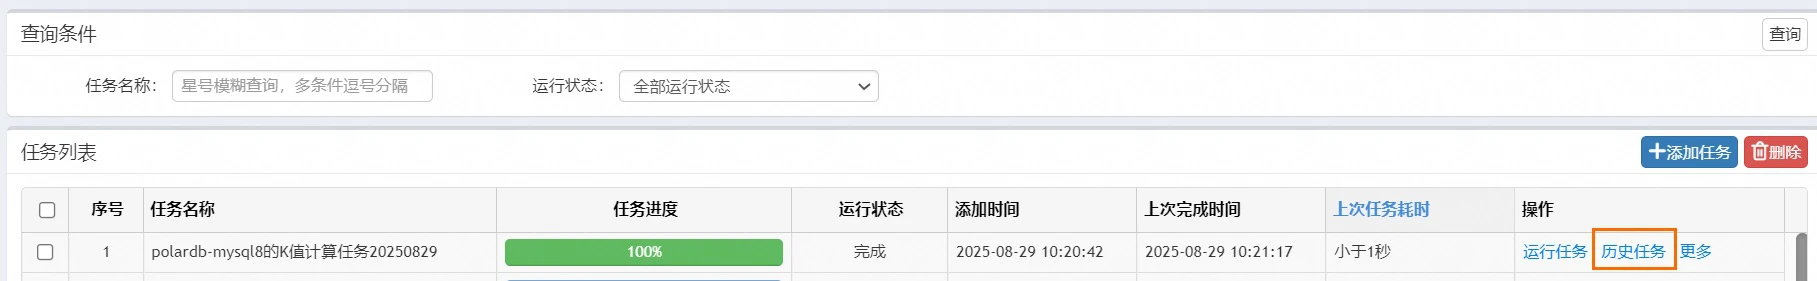 查询条件
查询
任务名称： 星号模糊查询，多条件逗号分隔 运行状态： 全部运行状态
任务列表
添加任务 删除
序号 任务名称 任务进度 运行状态 添加时间 上次完成时间 上次任务耗时 操作
1 polardb-mysql8的K值计算任务20250829 100% 完成 2025-08-29 10:20:42 2025-08-29 10:21:17 小于1秒 运行任务 历史任务 更多